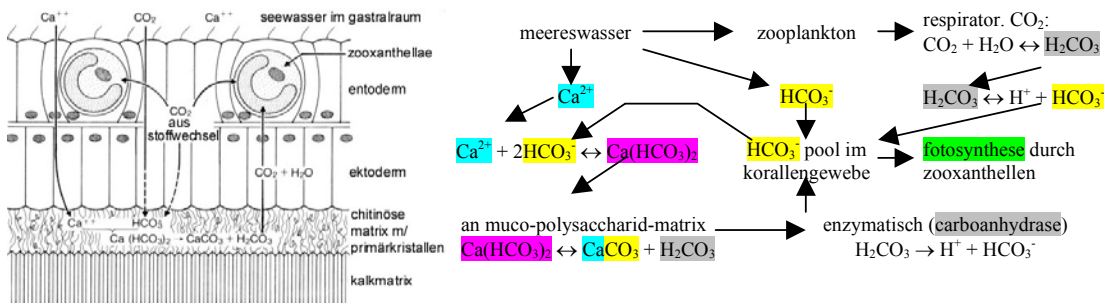 Ca⁺⁺ CO₂ Ca⁺⁺ seewasser im gastralraum
zooxanthellae
entoderm
CO₂
aus
stoffwechsel
CO₂ + H₂O
ektoderm
chitinöse
matrix m/
primärkristallen
Ca⁺⁺ HCO₃⁻
Ca (HCO₃)₂ → CaCO₃ + H₂CO₃
kalkmatrix
meereswasser
zooplankton
respirator. CO₂:
CO₂ + H₂O ↔ H₂CO₃
Ca²⁺
HCO₃⁻
H₂CO₃ ↔ H⁺ + HCO₃⁻
Ca²⁺ + 2HCO₃⁻ ↔ Ca(HCO₃)₂
HCO₃⁻ pool im
korallengewebe
fotosynthese durch
zooxanthellen
an muco-polysaccharid-matrix
Ca(HCO₃)₂ ↔ CaCO₃ + H₂CO₃
enzymatisch (carboanhydrase)
H₂CO₃ → H⁺ + HCO₃⁻